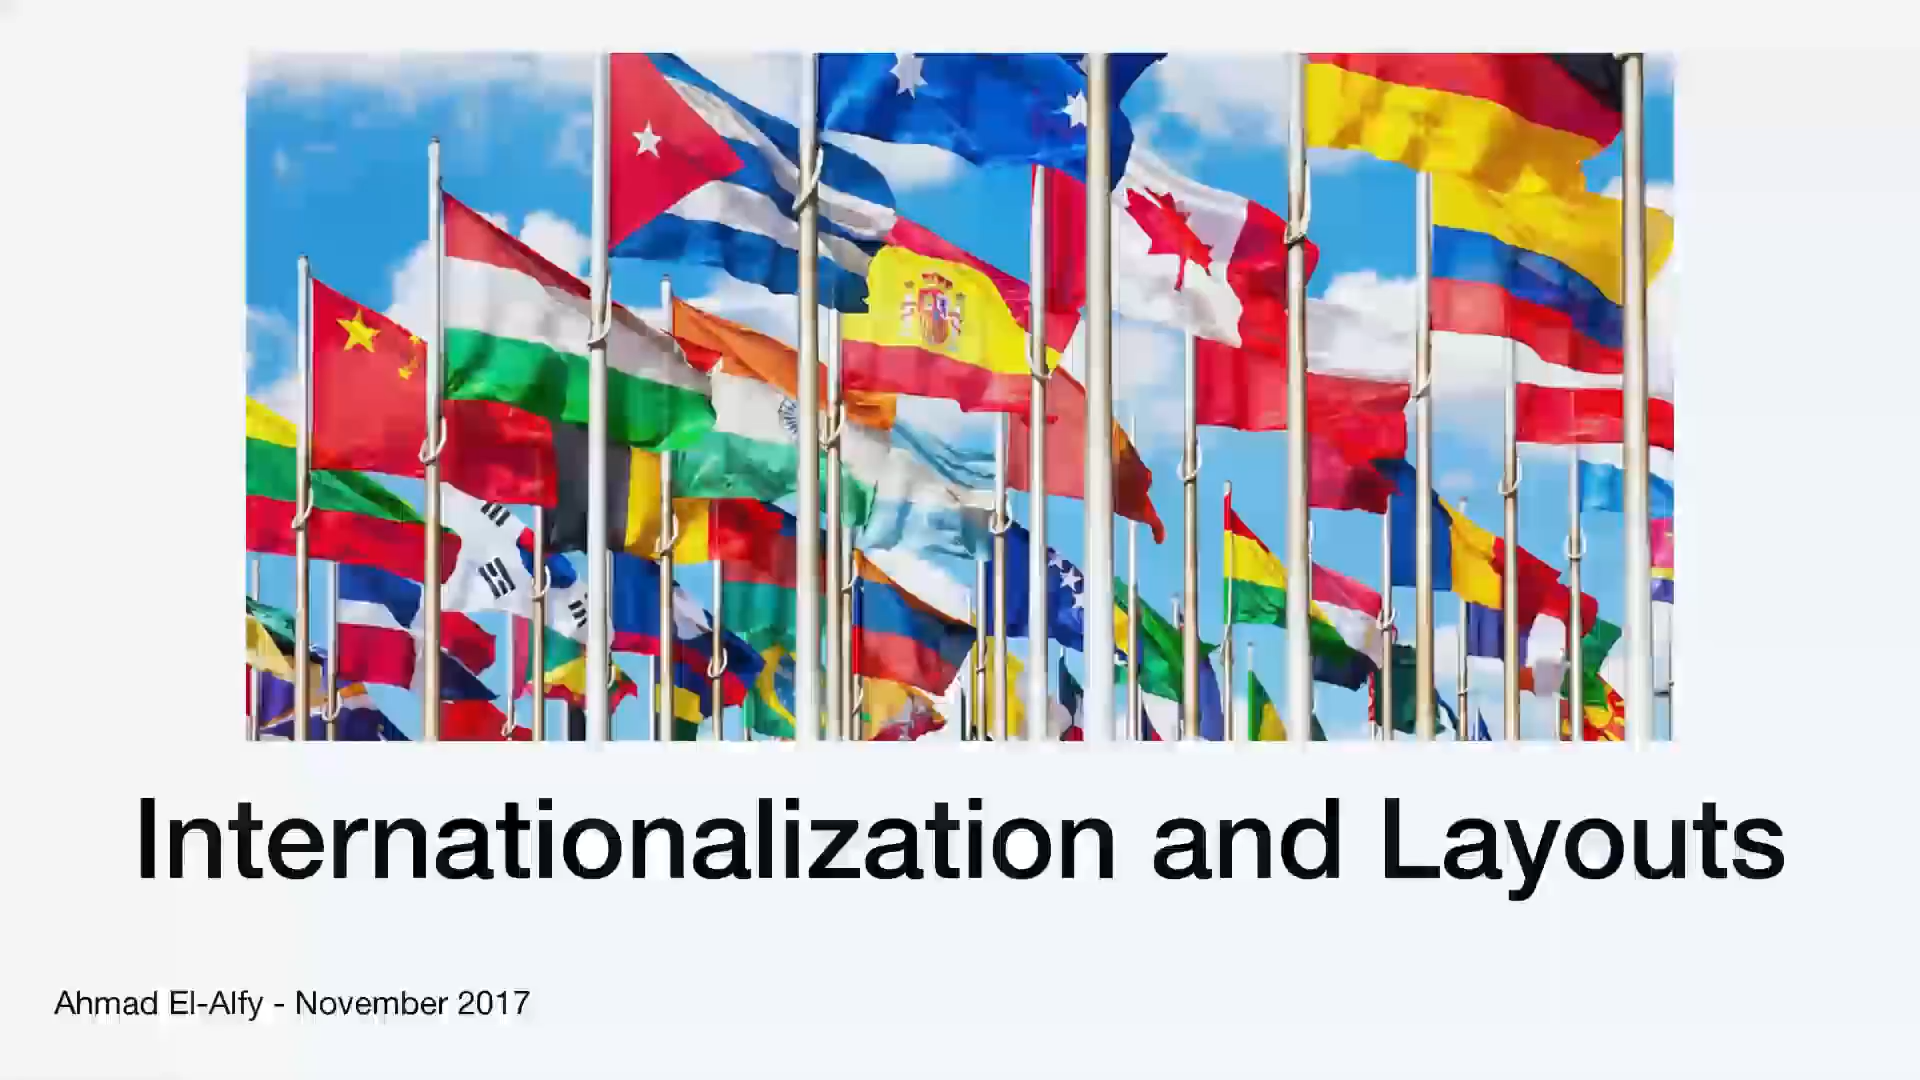 Internationalization and Layouts
Ahmad El-Alfy - November 2017